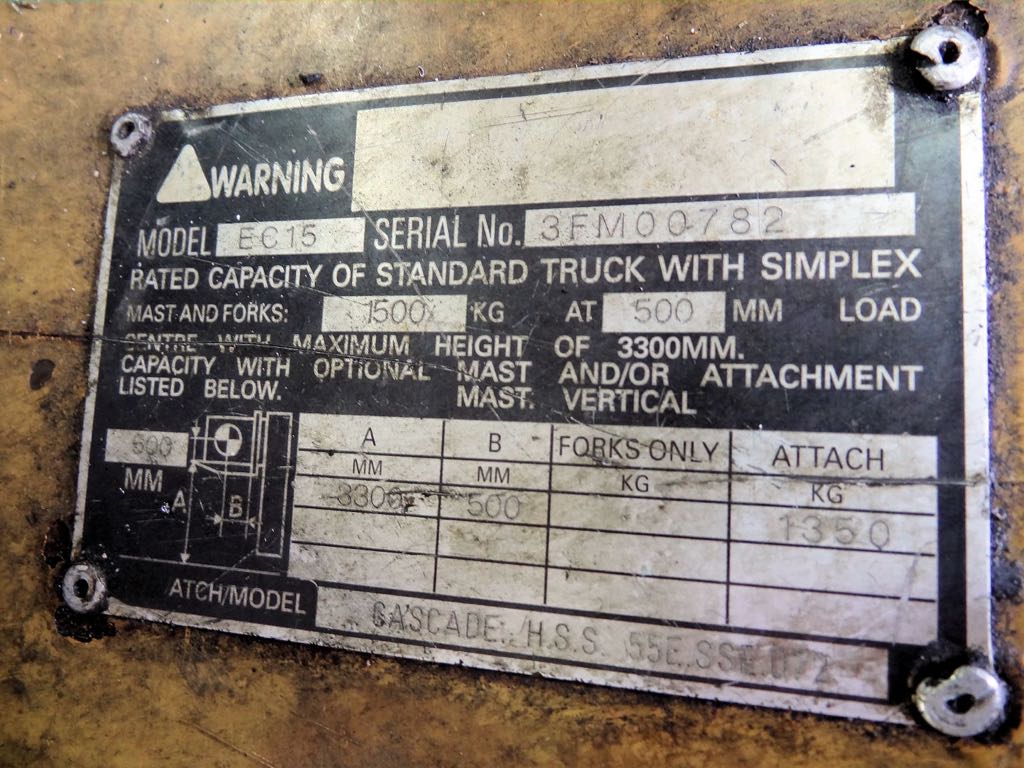 WARNING
MODEL EC15 SERIAL No. 3FM00782
RATED CAPACITY OF STANDARD TRUCK WITH SIMPLEX
MAST AND FORKS: 1500 KG AT 500 MM LOAD
CENTRE WITH MAXIMUM HEIGHT OF 3300MM.
CAPACITY WITH OPTIONAL MAST AND/OR ATTACHMENT
LISTED BELOW. MAST. VERTICAL
A B FORKS ONLY ATTACH
MM MM KG KG
3300 500 1350
MM
A
B
ATCH/MODEL CASCADE./H.S.S. 55E.SSE